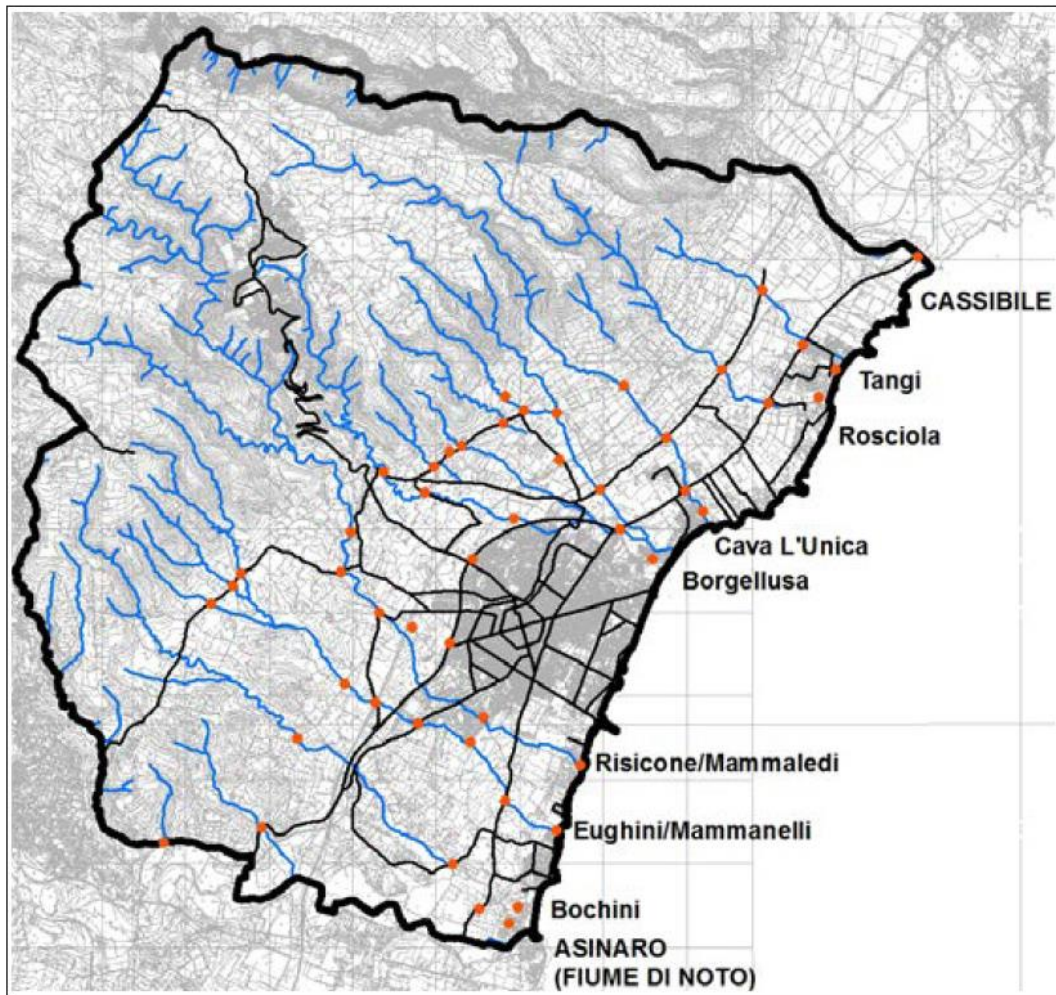 CASSIBILE
Tangi
Rosciola
Cava L'Unica
Borgellusa
Risicone/Mammaledi
Eughini/Mammanelli
Bochini
ASINARO
(FIUME DI NOTO)